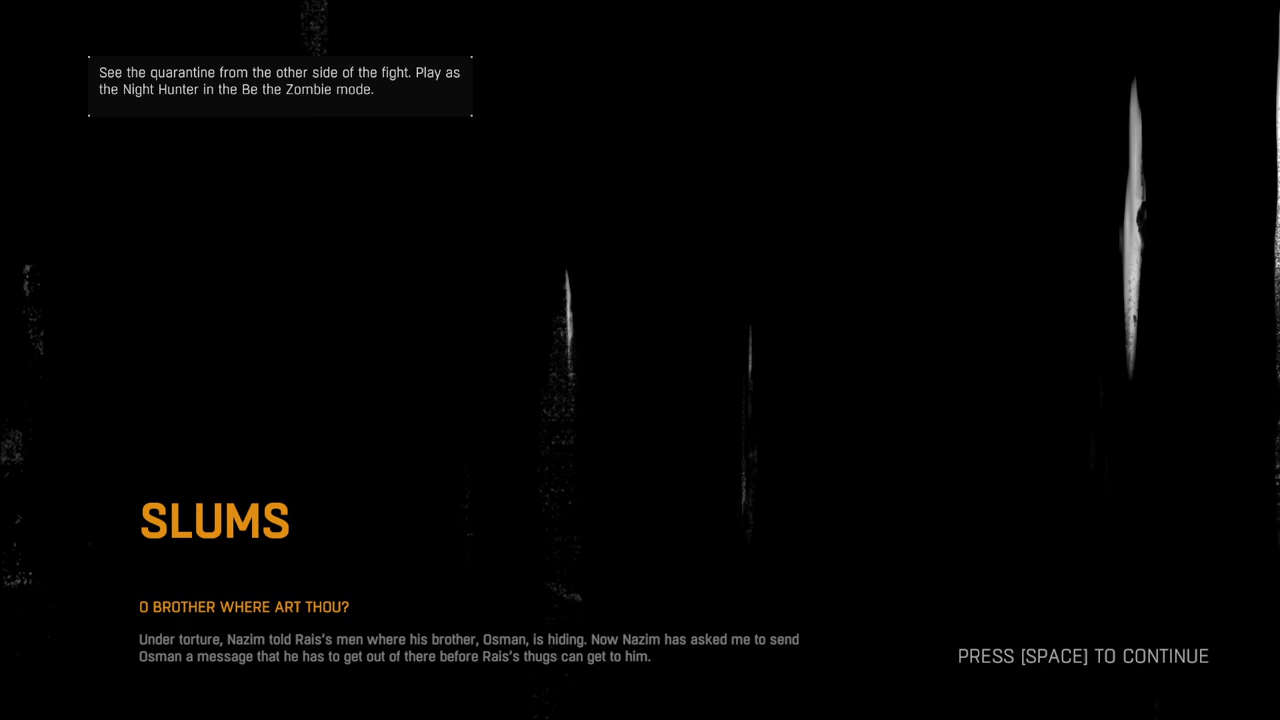 See the quarantine from the other side of the fight. Play as
the Night Hunter in the Be the Zombie mode.
SLUMS
O BROTHER WHERE ART THOU?
Under torture, Nazim told Rais's men where his brother, Osman, is hiding. Now Nazim has asked me to send
Osman a message that he has to get out of there before Rais's thugs can get to him.
PRESS [SPACE] TO CONTINUE